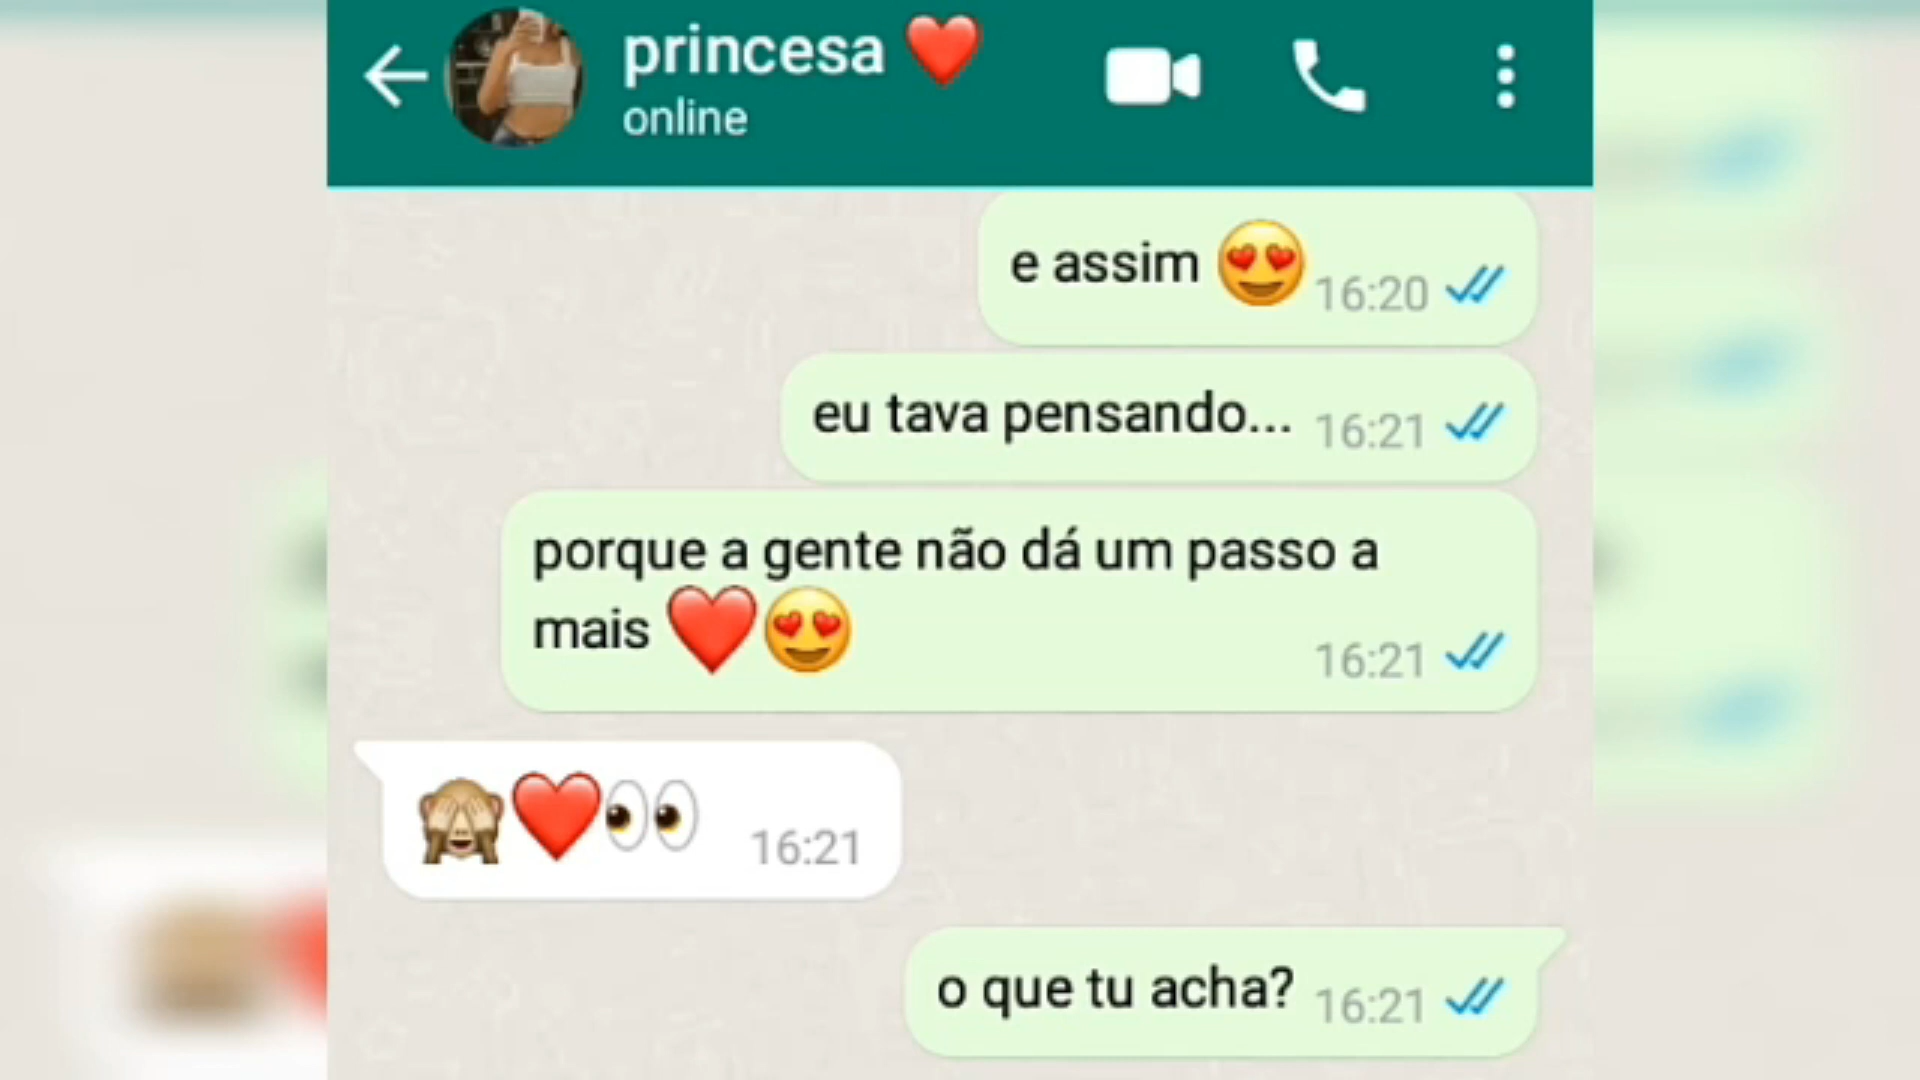 princesa ❤️
online
e assim 😍 16:20
eu tava pensando... 16:21
porque a gente não dá um passo a
mais ❤️😍 16:21
🙈❤️👀 16:21
o que tu acha? 16:21